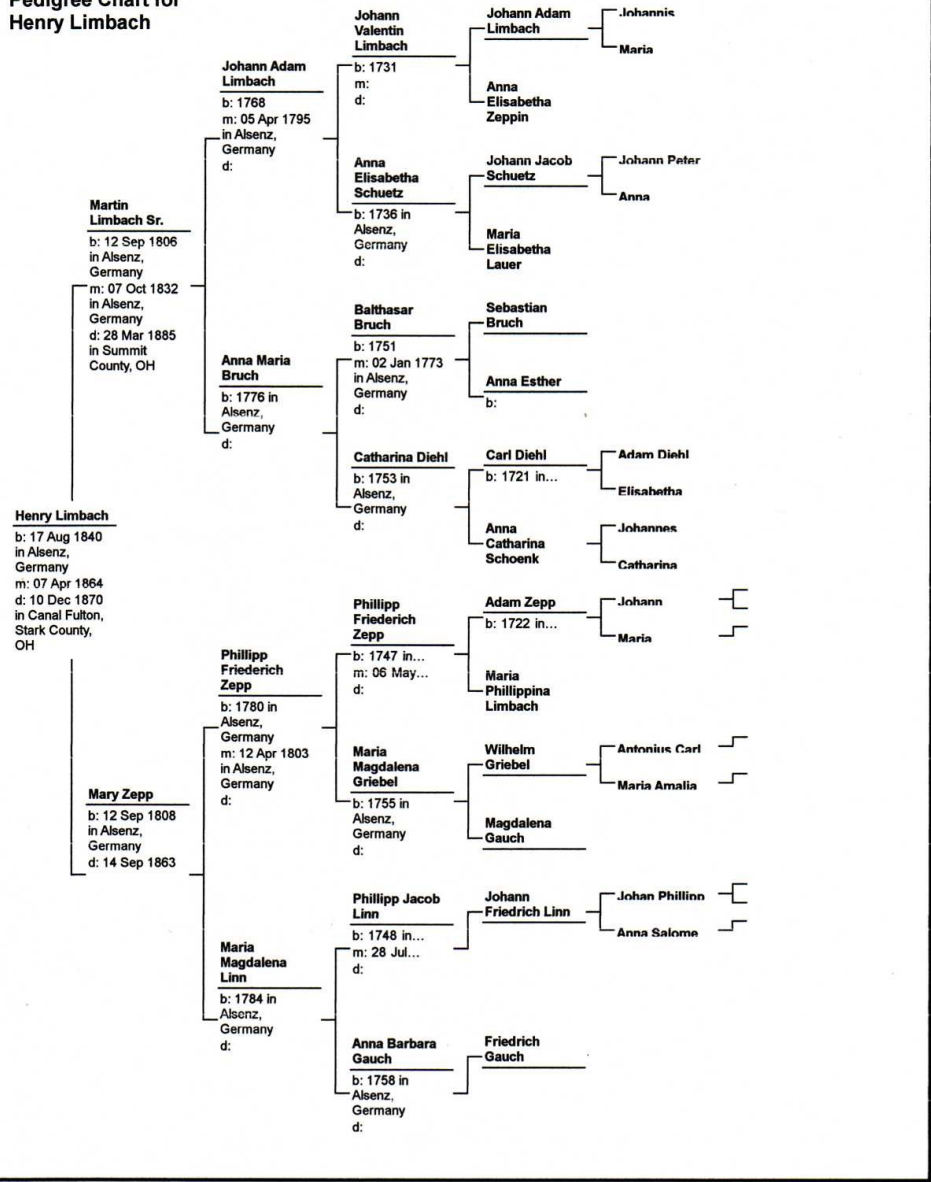 Pedigree Chart for
Henry Limbach
Henry Limbach
b: 17 Aug 1840
in Alsenz,
Germany
m: 07 Apr 1864
d: 10 Dec 1870
in Canal Fulton,
Stark County,
OH
Martin
Limbach Sr.
b: 12 Sep 1806
in Alsenz,
Germany
m: 07 Oct 1832
in Alsenz,
Germany
d: 28 Mar 1885
in Summit
County, OH
Mary Zepp
b: 12 Sep 1808
in Alsenz,
Germany
d: 14 Sep 1863
Johann Adam
Limbach
b: 1768
m: 05 Apr 1795
in Alsenz,
Germany
d:
Anna Maria
Bruch
b: 1776 in
Alsenz,
Germany
d:
Phillipp
Friederich
Zepp
b: 1780 in
Alsenz,
Germany
m: 12 Apr 1803
in Alsenz,
Germany
d:
Maria
Magdalena
Linn
b: 1784 in
Alsenz,
Germany
d:
Johann
Valentin
Limbach
b: 1731
m:
d:
Anna
Elisabetha
Schuetz
b: 1736 in
Alsenz,
Germany
d:
Balthasar
Bruch
b: 1751
m: 02 Jan 1773
in Alsenz,
Germany
d:
Catharina Diehl
b: 1753 in
Alsenz,
Germany
d:
Phillipp
Friederich
Zepp
b: 1747 in...
m: 06 May...
d:
Maria
Magdalena
Griebel
b: 1755 in
Alsenz,
Germany
d:
Phillipp Jacob
Linn
b: 1748 in...
m: 28 Jul...
d:
Anna Barbara
Gauch
b: 1758 in
Alsenz,
Germany
d:
Johann Adam
Limbach
Anna
Elisabetha
Zeppin
Johann Jacob
Schuetz
Maria
Elisabetha
Lauer
Sebastian
Bruch
Anna Esther
b:
Carl Diehl
b: 1721 in...
Anna
Catharina
Schoenk
Adam Zepp
b: 1722 in...
Maria
Phillippina
Limbach
Wilhelm
Griebel
Magdalena
Gauch
Johann
Friedrich Linn
Friedrich
Gauch
Johannis
Maria
Johann Peter
Anna
Adam Diehl
Elisabetha
Johannes
Catharina
Johann
Maria
Antonius Carl
Maria Amalia
Johan Phillipp
Anna Salome